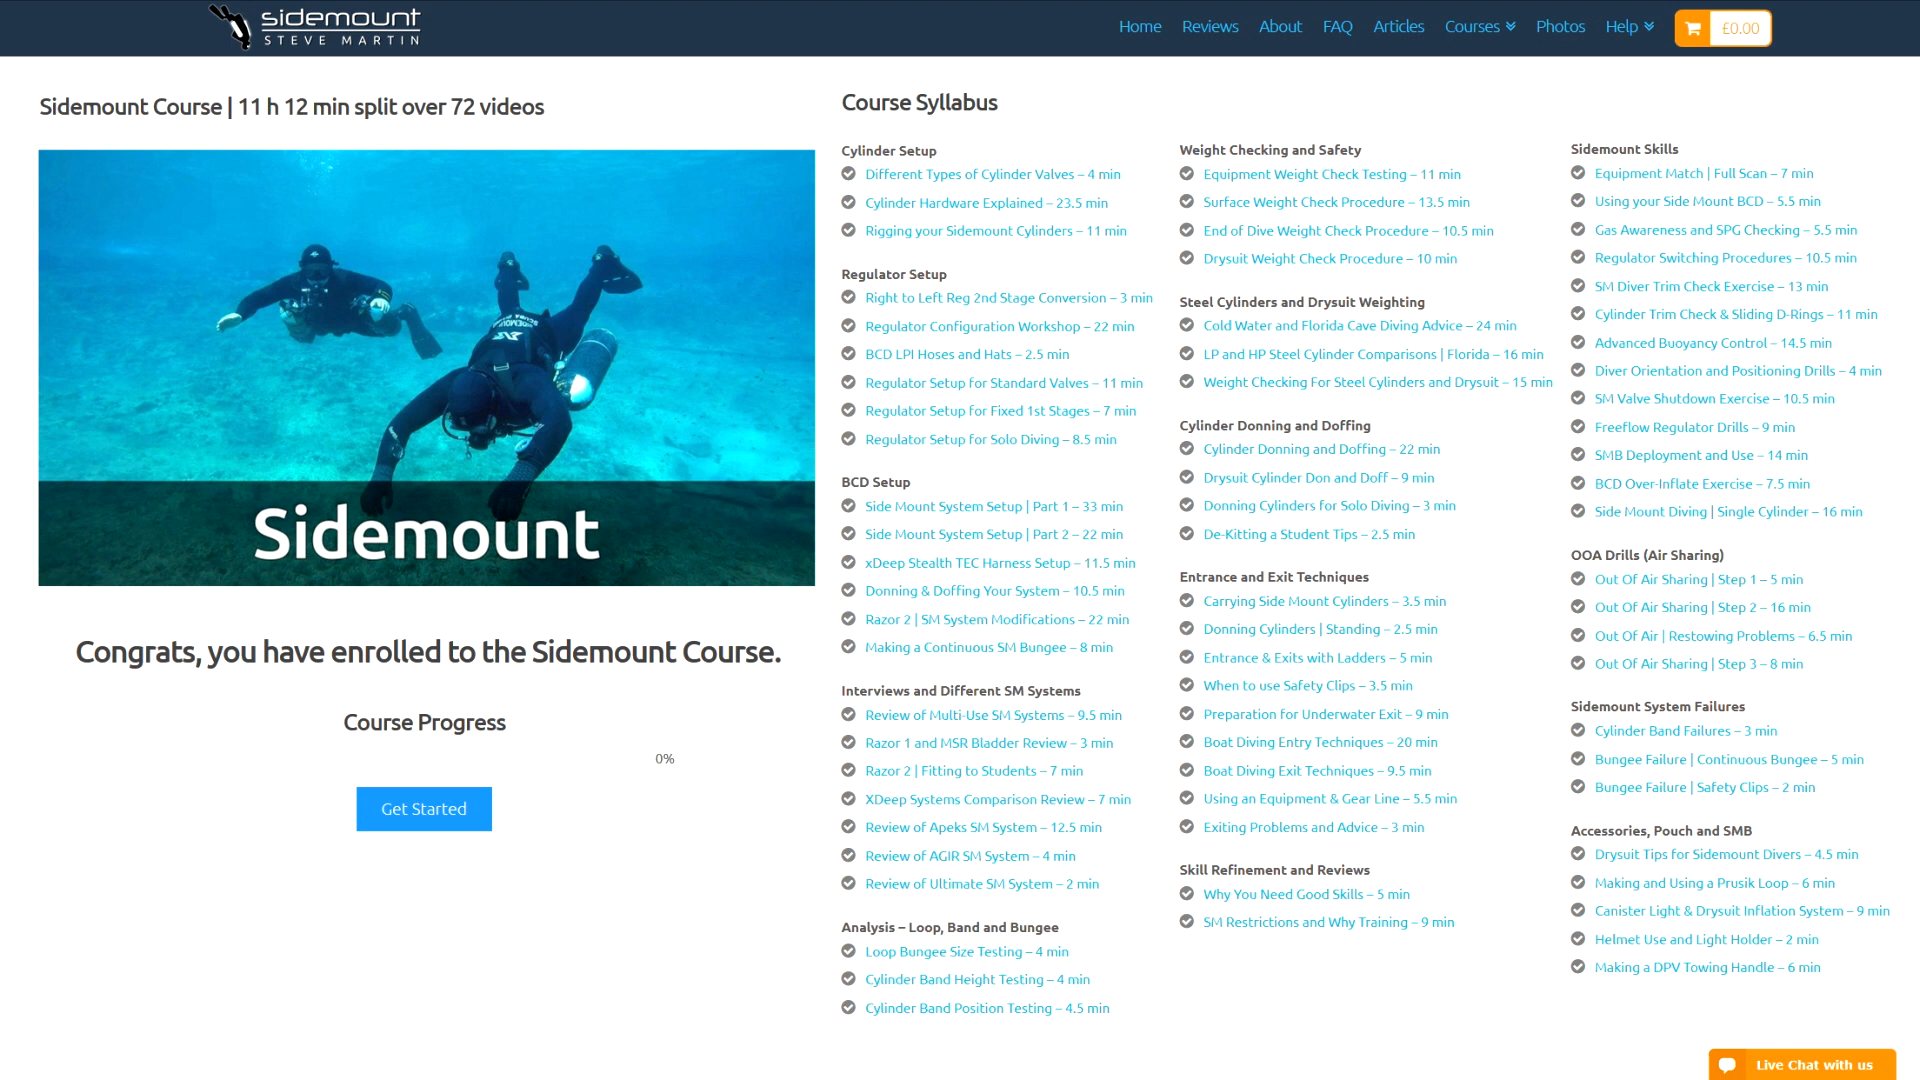 sidemount
STEVE MARTIN
Home Reviews About FAQ Articles Courses Photos Help £0.00
Sidemount Course | 11 h 12 min split over 72 videos
Sidemount
Congrats, you have enrolled to the Sidemount Course.
Course Progress
0%
Get Started
Course Syllabus
Cylinder Setup
Different Types of Cylinder Valves – 4 min
Cylinder Hardware Explained – 23.5 min
Rigging your Sidemount Cylinders – 11 min
Regulator Setup
Right to Left Reg 2nd Stage Conversion – 3 min
Regulator Configuration Workshop – 22 min
BCD LPI Hoses and Hats – 2.5 min
Regulator Setup for Standard Valves – 11 min
Regulator Setup for Fixed 1st Stages – 7 min
Regulator Setup for Solo Diving – 8.5 min
BCD Setup
Side Mount System Setup | Part 1 – 33 min
Side Mount System Setup | Part 2 – 22 min
xDeep Stealth TEC Harness Setup – 11.5 min
Donning & Doffing Your System – 10.5 min
Razor 2 | SM System Modifications – 22 min
Making a Continuous SM Bungee – 8 min
Interviews and Different SM Systems
Review of Multi-Use SM Systems – 9.5 min
Razor 1 and MSR Bladder Review – 3 min
Razor 2 | Fitting to Students – 7 min
XDeep Systems Comparison Review – 7 min
Review of Apeks SM System – 12.5 min
Review of AGIR SM System – 4 min
Review of Ultimate SM System – 2 min
Analysis – Loop, Band and Bungee
Loop Bungee Size Testing – 4 min
Cylinder Band Height Testing – 4 min
Cylinder Band Position Testing – 4.5 min
Weight Checking and Safety
Equipment Weight Check Testing – 11 min
Surface Weight Check Procedure – 13.5 min
End of Dive Weight Check Procedure – 10.5 min
Drysuit Weight Check Procedure – 10 min
Steel Cylinders and Drysuit Weighting
Cold Water and Florida Cave Diving Advice – 24 min
LP and HP Steel Cylinder Comparisons | Florida – 16 min
Weight Checking For Steel Cylinders and Drysuit – 15 min
Cylinder Donning and Doffing
Cylinder Donning and Doffing – 22 min
Drysuit Cylinder Don and Doff – 9 min
Donning Cylinders for Solo Diving – 3 min
De-Kitting a Student Tips – 2.5 min
Entrance and Exit Techniques
Carrying Side Mount Cylinders – 3.5 min
Donning Cylinders | Standing – 2.5 min
Entrance & Exits with Ladders – 5 min
When to use Safety Clips – 3.5 min
Preparation for Underwater Exit – 9 min
Boat Diving Entry Techniques – 20 min
Boat Diving Exit Techniques – 9.5 min
Using an Equipment & Gear Line – 5.5 min
Exiting Problems and Advice – 3 min
Skill Refinement and Reviews
Why You Need Good Skills – 5 min
SM Restrictions and Why Training – 9 min
Sidemount Skills
Equipment Match | Full Scan – 7 min
Using your Side Mount BCD – 5.5 min
Gas Awareness and SPG Checking – 5.5 min
Regulator Switching Procedures – 10.5 min
SM Diver Trim Check Exercise – 13 min
Cylinder Trim Check & Sliding D-Rings – 11 min
Advanced Buoyancy Control – 14.5 min
Diver Orientation and Positioning Drills – 4 min
SM Valve Shutdown Exercise – 10.5 min
Freeflow Regulator Drills – 9 min
SMB Deployment and Use – 14 min
BCD Over-Inflate Exercise – 7.5 min
Side Mount Diving | Single Cylinder – 16 min
OOA Drills (Air Sharing)
Out Of Air Sharing | Step 1 – 5 min
Out Of Air Sharing | Step 2 – 16 min
Out Of Air | Restowing Problems – 6.5 min
Out Of Air Sharing | Step 3 – 8 min
Sidemount System Failures
Cylinder Band Failures – 3 min
Bungee Failure | Continuous Bungee – 5 min
Bungee Failure | Safety Clips – 2 min
Accessories, Pouch and SMB
Drysuit Tips for Sidemount Divers – 4.5 min
Making and Using a Prusik Loop – 6 min
Canister Light & Drysuit Inflation System – 9 min
Helmet Use and Light Holder – 2 min
Making a DPV Towing Handle – 6 min
Live Chat with us